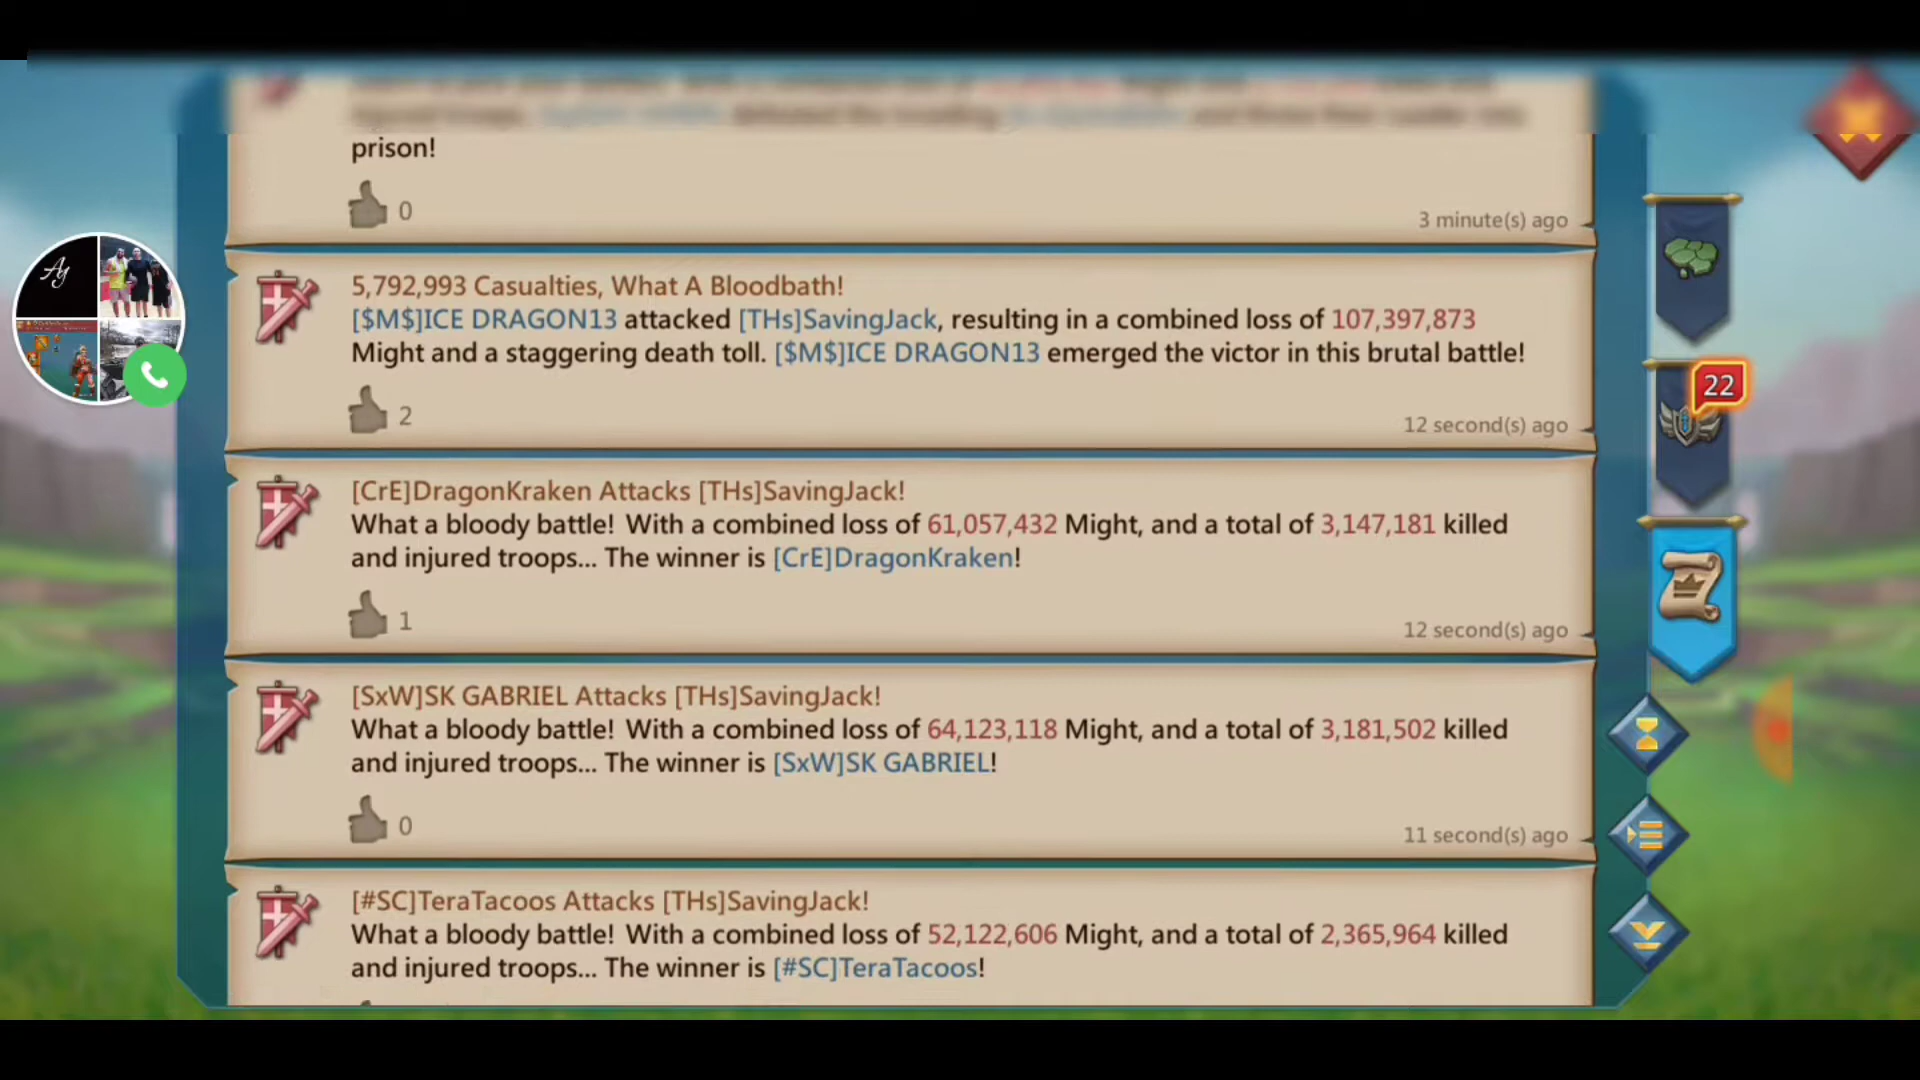 prison!
0
3 minute(s) ago
5,792,993 Casualties, What A Bloodbath!
[$M$]ICE DRAGON13 attacked [THs]SavingJack, resulting in a combined loss of 107,397,873
Might and a staggering death toll. [$M$]ICE DRAGON13 emerged the victor in this brutal battle!
2
12 second(s) ago
22
[CrE]DragonKraken Attacks [THs]SavingJack!
What a bloody battle! With a combined loss of 61,057,432 Might, and a total of 3,147,181 killed
and injured troops... The winner is [CrE]DragonKraken!
1
12 second(s) ago
[SxW]SK GABRIEL Attacks [THs]SavingJack!
What a bloody battle! With a combined loss of 64,123,118 Might, and a total of 3,181,502 killed
and injured troops... The winner is [SxW]SK GABRIEL!
0
11 second(s) ago
[#SC]TeraTacoos Attacks [THs]SavingJack!
What a bloody battle! With a combined loss of 52,122,606 Might, and a total of 2,365,964 killed
and injured troops... The winner is [#SC]TeraTacoos!